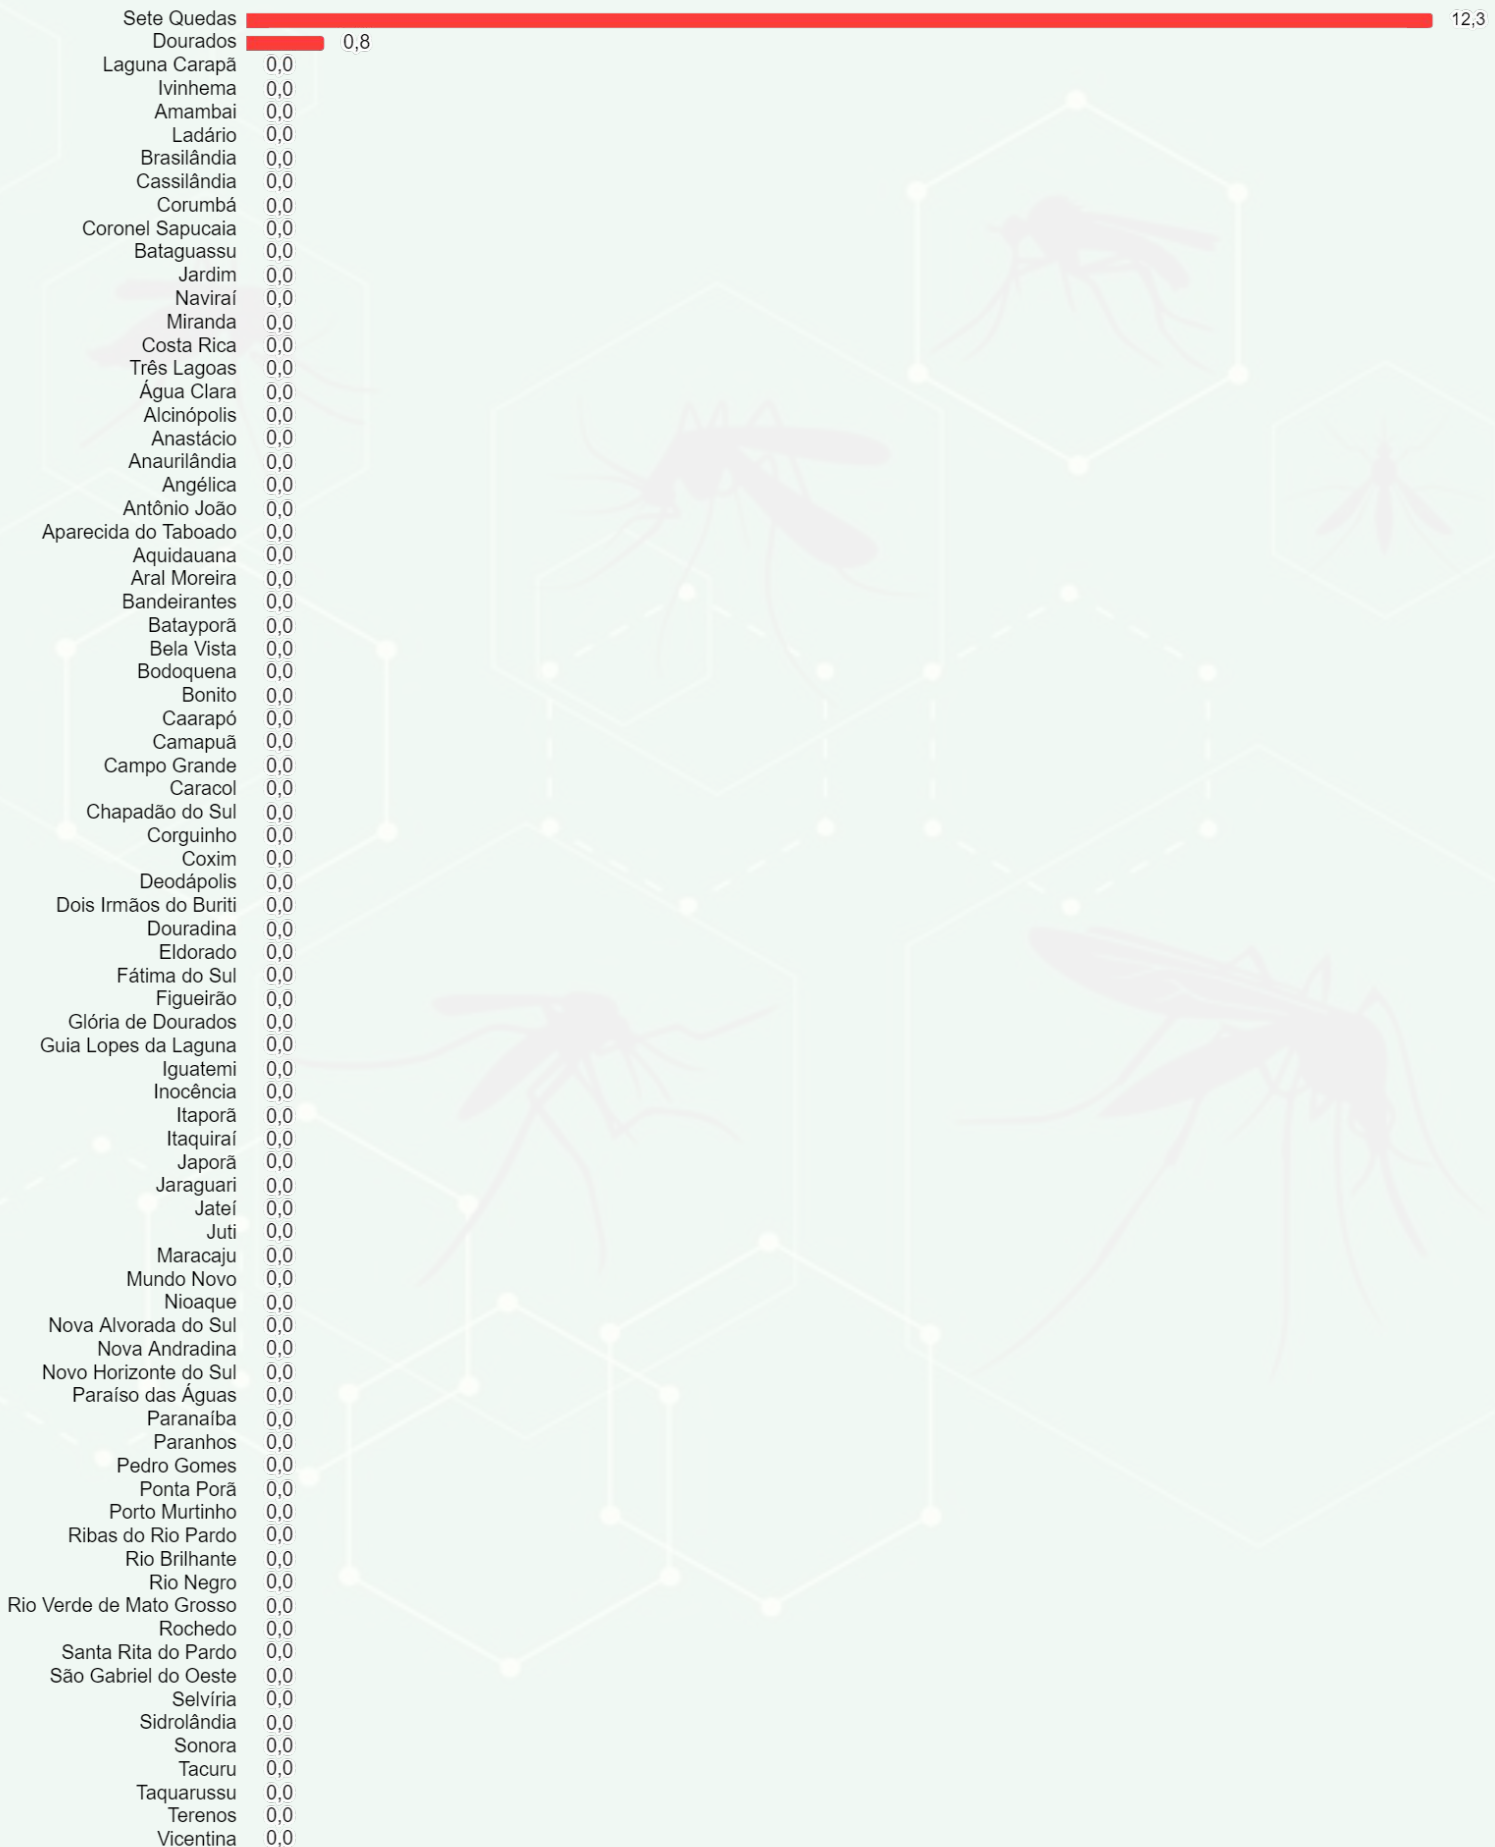 Sete Quedas 12,3
Dourados 0,8
Laguna Carapã 0,0
Ivinhema 0,0
Amambai 0,0
Ladário 0,0
Brasilândia 0,0
Cassilândia 0,0
Corumbá 0,0
Coronel Sapucaia 0,0
Bataguassu 0,0
Jardim 0,0
Naviraí 0,0
Miranda 0,0
Costa Rica 0,0
Três Lagoas 0,0
Água Clara 0,0
Alcinópolis 0,0
Anastácio 0,0
Anaurilândia 0,0
Angélica 0,0
Antônio João 0,0
Aparecida do Taboado 0,0
Aquidauana 0,0
Aral Moreira 0,0
Bandeirantes 0,0
Batayporã 0,0
Bela Vista 0,0
Bodoquena 0,0
Bonito 0,0
Caarapó 0,0
Camapuã 0,0
Campo Grande 0,0
Caracol 0,0
Chapadão do Sul 0,0
Corguinho 0,0
Coxim 0,0
Deodápolis 0,0
Dois Irmãos do Buriti 0,0
Douradina 0,0
Eldorado 0,0
Fátima do Sul 0,0
Figueirão 0,0
Glória de Dourados 0,0
Guia Lopes da Laguna 0,0
Iguatemi 0,0
Inocência 0,0
Itaporã 0,0
Itaquiraí 0,0
Japorã 0,0
Jaraguari 0,0
Jateí 0,0
Juti 0,0
Maracaju 0,0
Mundo Novo 0,0
Nioaque 0,0
Nova Alvorada do Sul 0,0
Nova Andradina 0,0
Novo Horizonte do Sul 0,0
Paraíso das Águas 0,0
Paranaíba 0,0
Paranhos 0,0
Pedro Gomes 0,0
Ponta Porã 0,0
Porto Murtinho 0,0
Ribas do Rio Pardo 0,0
Rio Brilhante 0,0
Rio Negro 0,0
Rio Verde de Mato Grosso 0,0
Rochedo 0,0
Santa Rita do Pardo 0,0
São Gabriel do Oeste 0,0
Selvíria 0,0
Sidrolândia 0,0
Sonora 0,0
Tacuru 0,0
Taquarussu 0,0
Terenos 0,0
Vicentina 0,0